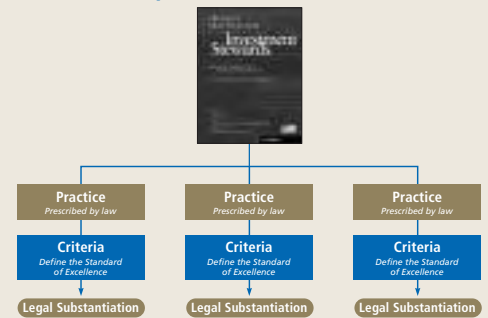 Investment
Stewards
Practice
Prescribed by law
Practice
Prescribed by law
Practice
Prescribed by law
Criteria
Define the Standard
of Excellence
Criteria
Define the Standard
of Excellence
Criteria
Define the Standard
of Excellence
Legal Substantiation
Legal Substantiation
Legal Substantiation